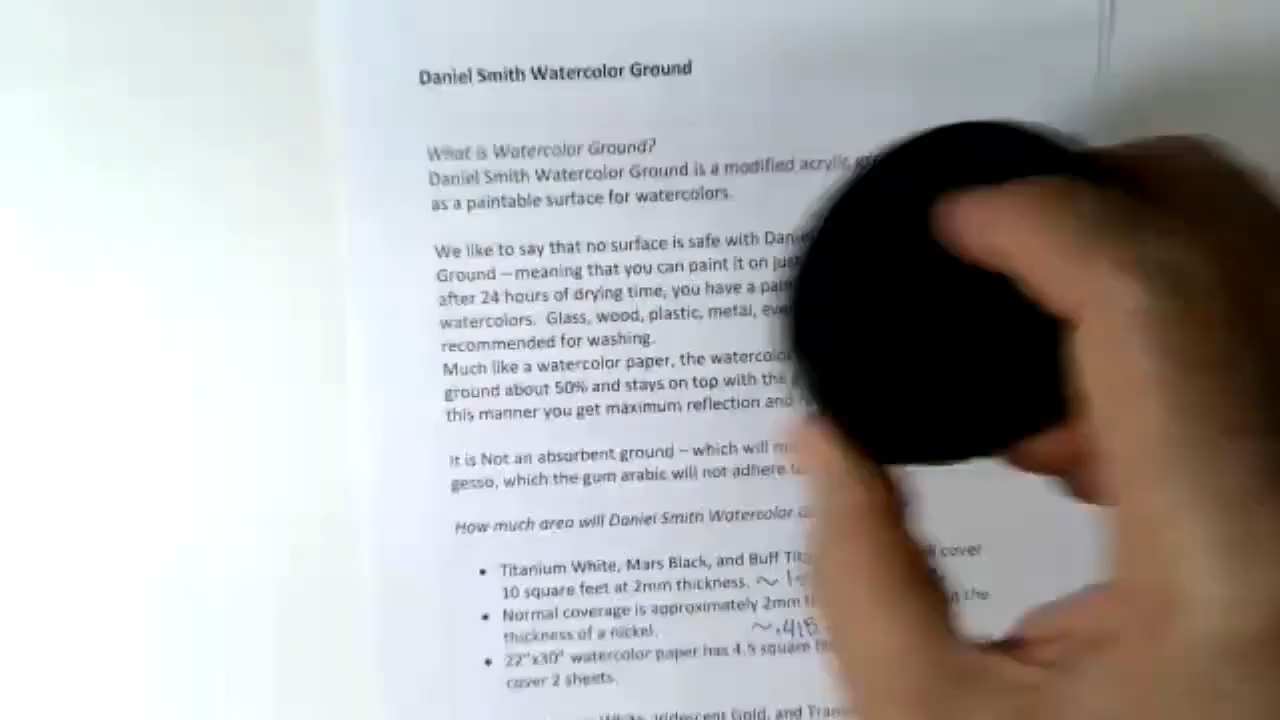 Daniel Smith Watercolor Ground
What is Watercolor Ground?
Daniel Smith Watercolor Ground is a modified acrylic
as a paintable surface for watercolors.
We like to say that no surface is safe with
Ground – meaning that you can paint it on
after 24 hours of drying time, you have a
watercolors. Glass, wood, plastic, metal,
recommended for washing.
Much like a watercolor paper, the
ground about 50% and stays on top with the
this manner you get maximum reflection and
It is Not an absorbent ground – which will
gesso, which the gum arabic will not adhere
How much area will Daniel Smith Watercolor
• Titanium White, Mars Black, and Buff cover
10 square feet at 2mm thickness. ~
• Normal coverage is approximately 2mm the
thickness of a nickel.
• 22"x30" watercolor paper has 4.5 square
cover 2 sheets.
Iridescent Gold, and